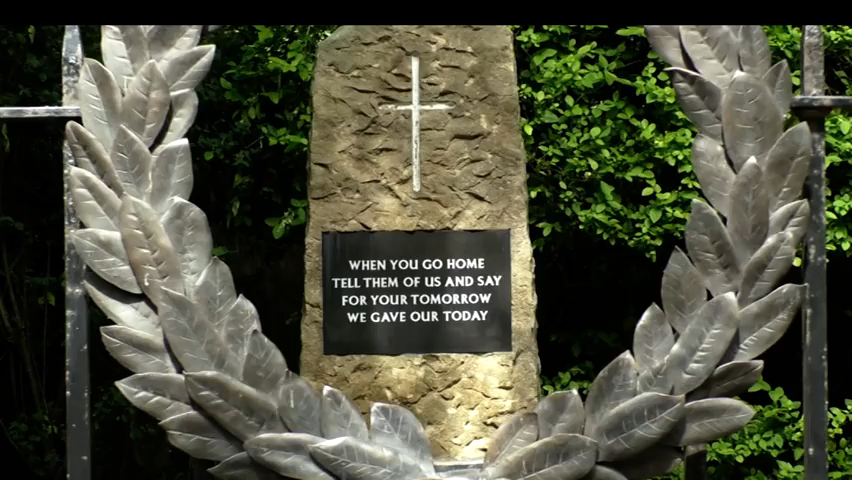 WHEN YOU GO HOME
TELL THEM OF US AND SAY
FOR YOUR TOMORROW
WE GAVE OUR TODAY